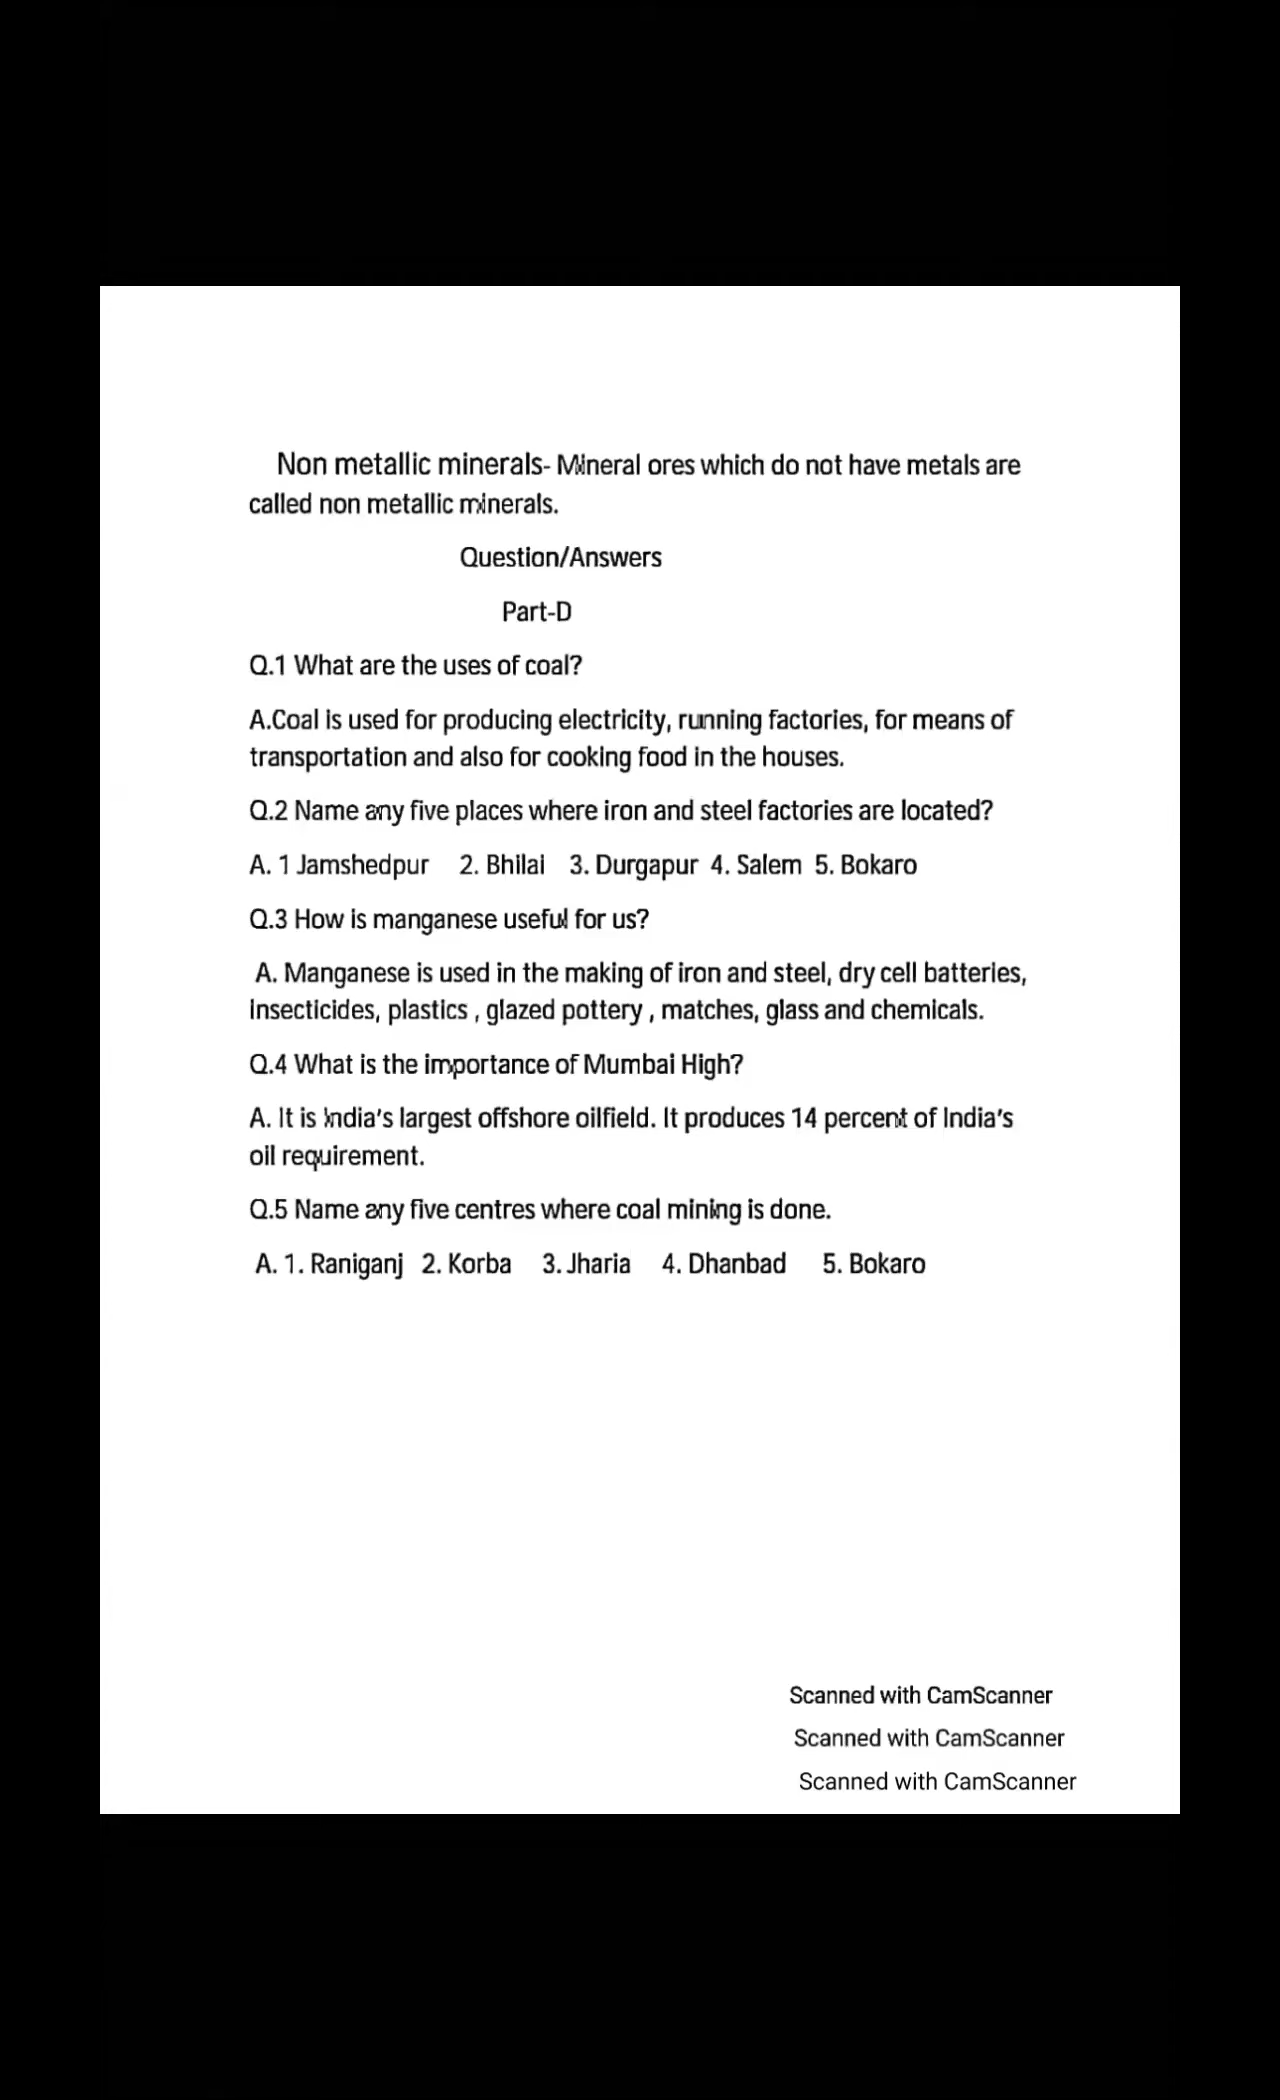 Non metallic minerals- Mineral ores which do not have metals are
called non metallic minerals.
Question/Answers
Part-D
Q.1 What are the uses of coal?
A.Coal is used for producing electricity, running factories, for means of
transportation and also for cooking food in the houses.
Q.2 Name any five places where iron and steel factories are located?
A. 1 Jamshedpur 2. Bhilai 3. Durgapur 4. Salem 5. Bokaro
Q.3 How is manganese useful for us?
A. Manganese is used in the making of iron and steel, dry cell batteries,
insecticides, plastics , glazed pottery , matches, glass and chemicals.
Q.4 What is the importance of Mumbai High?
A. It is India's largest offshore oilfield. It produces 14 percent of India's
oil requirement.
Q.5 Name any five centres where coal mining is done.
A. 1. Raniganj 2. Korba 3. Jharia 4. Dhanbad 5. Bokaro
Scanned with CamScanner
Scanned with CamScanner
Scanned with CamScanner